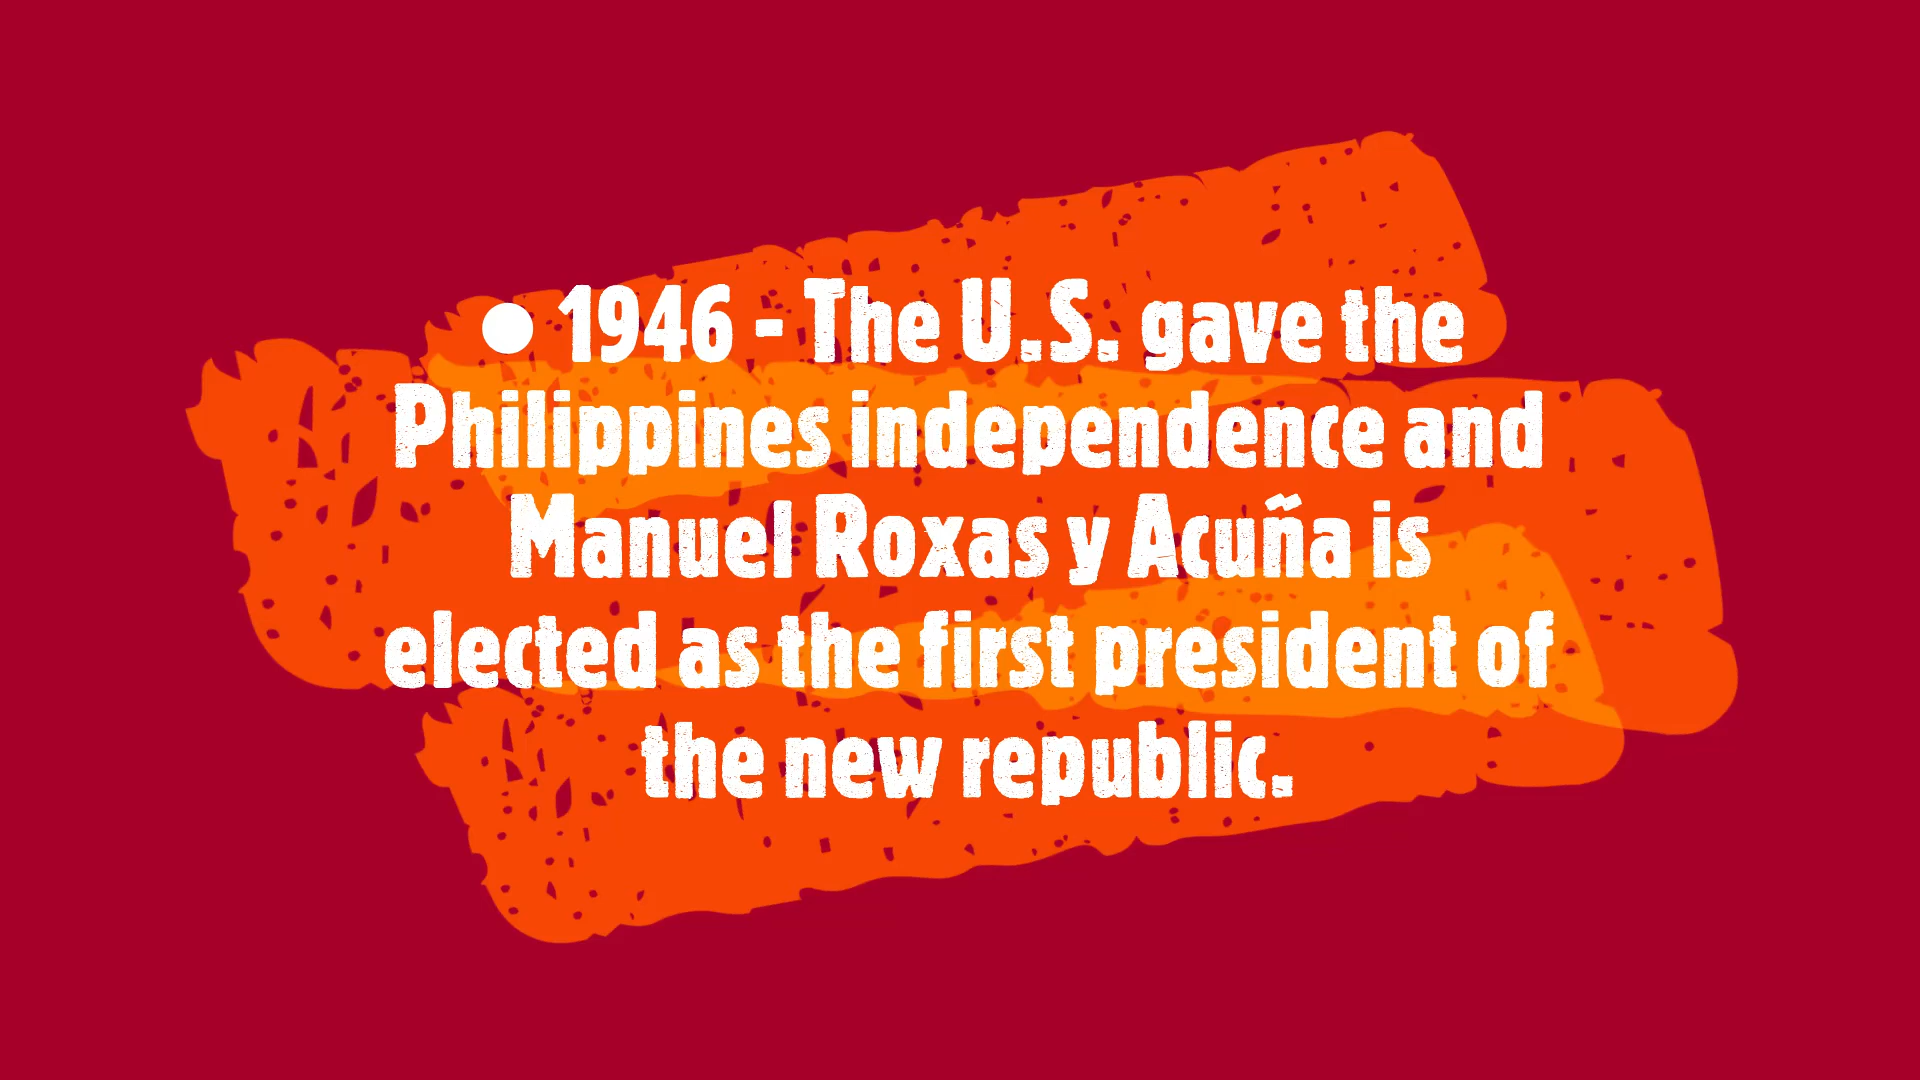 ● 1946 - The U.S. gave the
Philippines independence and
Manuel Roxas y Acuña is
elected as the first president of
the new republic.